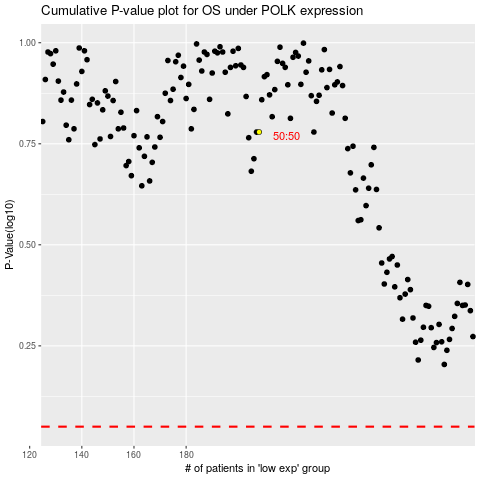 Cumulative P-value plot for OS under POLK expression
1.00
0.75
0.50
0.25
P-Value(log10)
50:50
120 140 160 180
# of patients in 'low exp' group